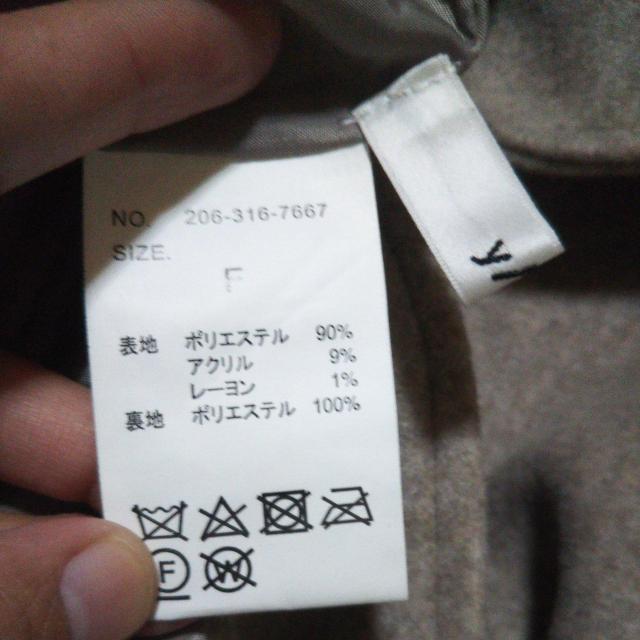 NO. 206-316-7667
SIZE.
L
表地 ポリエステル 90%
アクリル 9%
レーヨン 1%
裏地 ポリエステル 100%
F
W